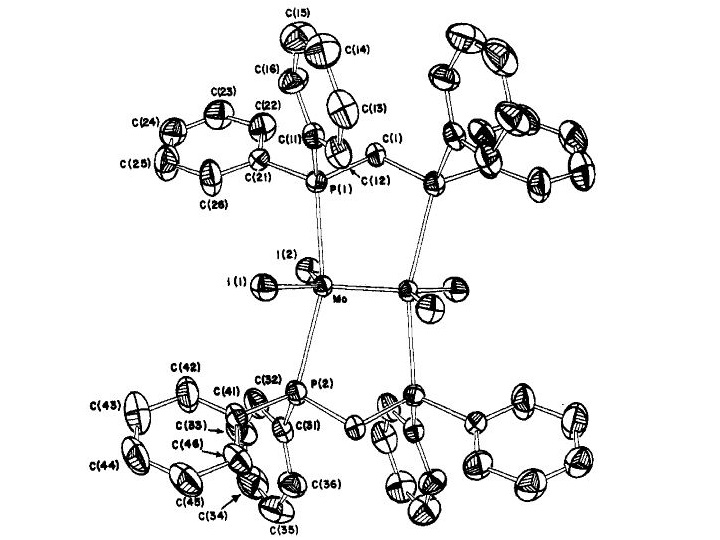 C(15)
C(14)
C(16)
C(23)
C(22)
C(13)
C(24)
C(11)
C(1)
C(25)
C(21)
C(12)
P(1)
C(26)
I(2)
I(1)
Mo
C(42)
C(32)
P(2)
C(43)
C(41)
C(33)
C(31)
C(46)
C(44)
C(36)
C(45)
C(34)
C(35)